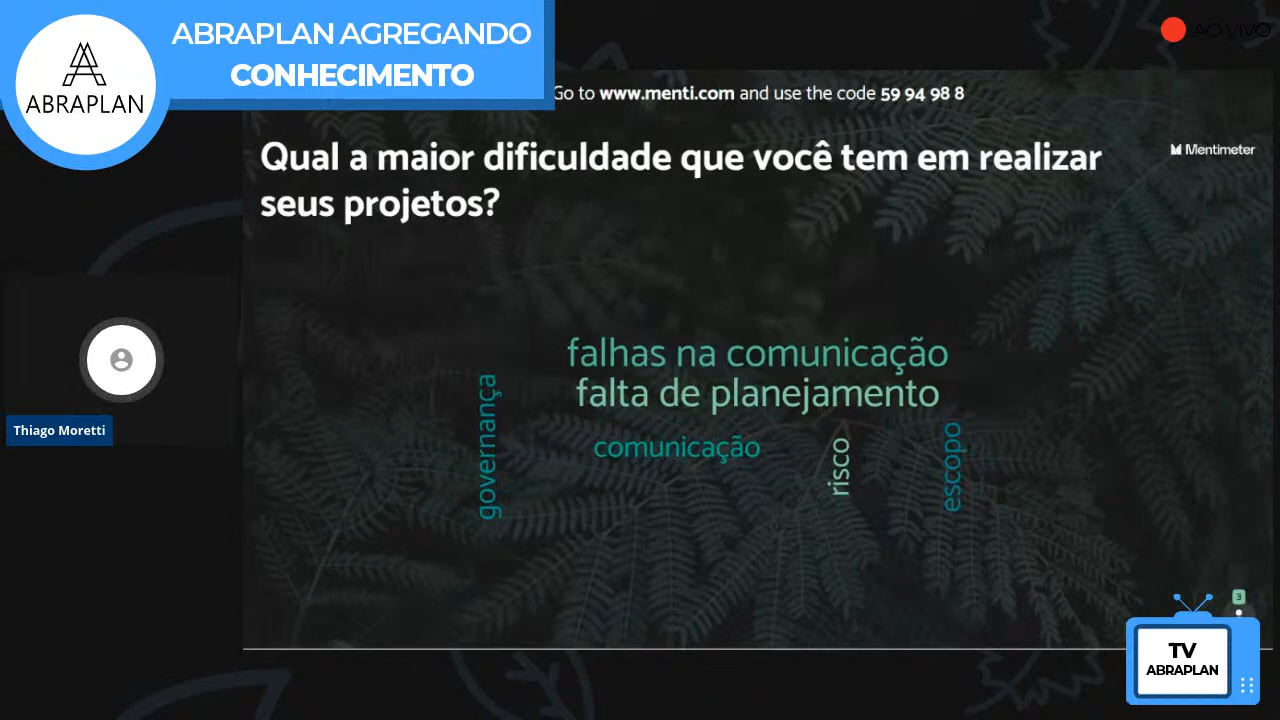 ABRAPLAN AGREGANDO
CONHECIMENTO
ABRAPLAN
AO VIVO
Go to www.menti.com and use the code 59 94 98 8
Qual a maior dificuldade que você tem em realizar
seus projetos?
Mentimeter
falhas na comunicação
falta de planejamento
governança
comunicação
risco
escopo
Thiago Moretti
3
TV
ABRAPLAN